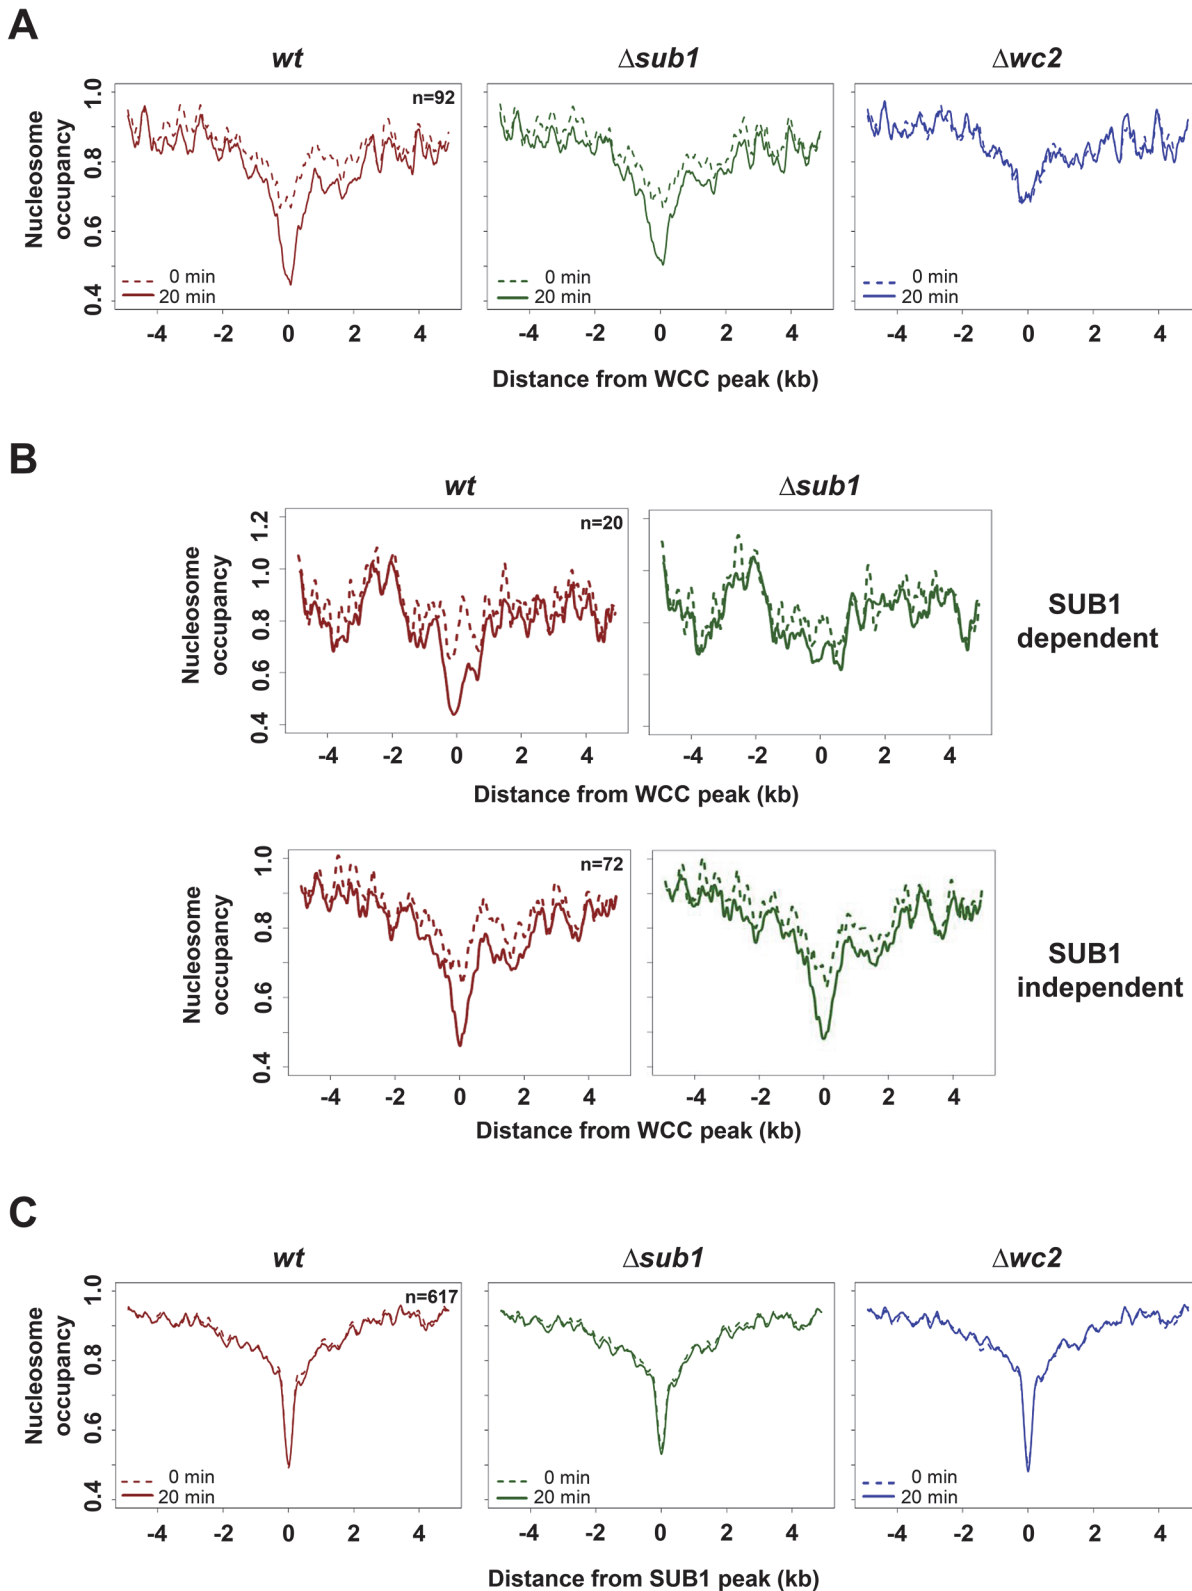 A
wt
Δsub1
Δwc2
n=92
Nucleosome
occupancy
1.0
0.8
0.6
0.4
0 min
20 min
0 min
20 min
0 min
20 min
-4 -2 0 2 4
-4 -2 0 2 4
-4 -2 0 2 4
Distance from WCC peak (kb)
B
wt
Δsub1
n=20
Nucleosome
occupancy
1.2
1.0
0.8
0.6
0.4
SUB1
dependent
-4 -2 0 2 4
-4 -2 0 2 4
Distance from WCC peak (kb)
n=72
Nucleosome
occupancy
1.0
0.8
0.6
0.4
SUB1
independent
-4 -2 0 2 4
-4 -2 0 2 4
Distance from WCC peak (kb)
C
wt
Δsub1
Δwc2
n=617
Nucleosome
occupancy
1.0
0.8
0.6
0.4
0 min
20 min
0 min
20 min
0 min
20 min
-4 -2 0 2 4
-4 -2 0 2 4
-4 -2 0 2 4
Distance from SUB1 peak (kb)